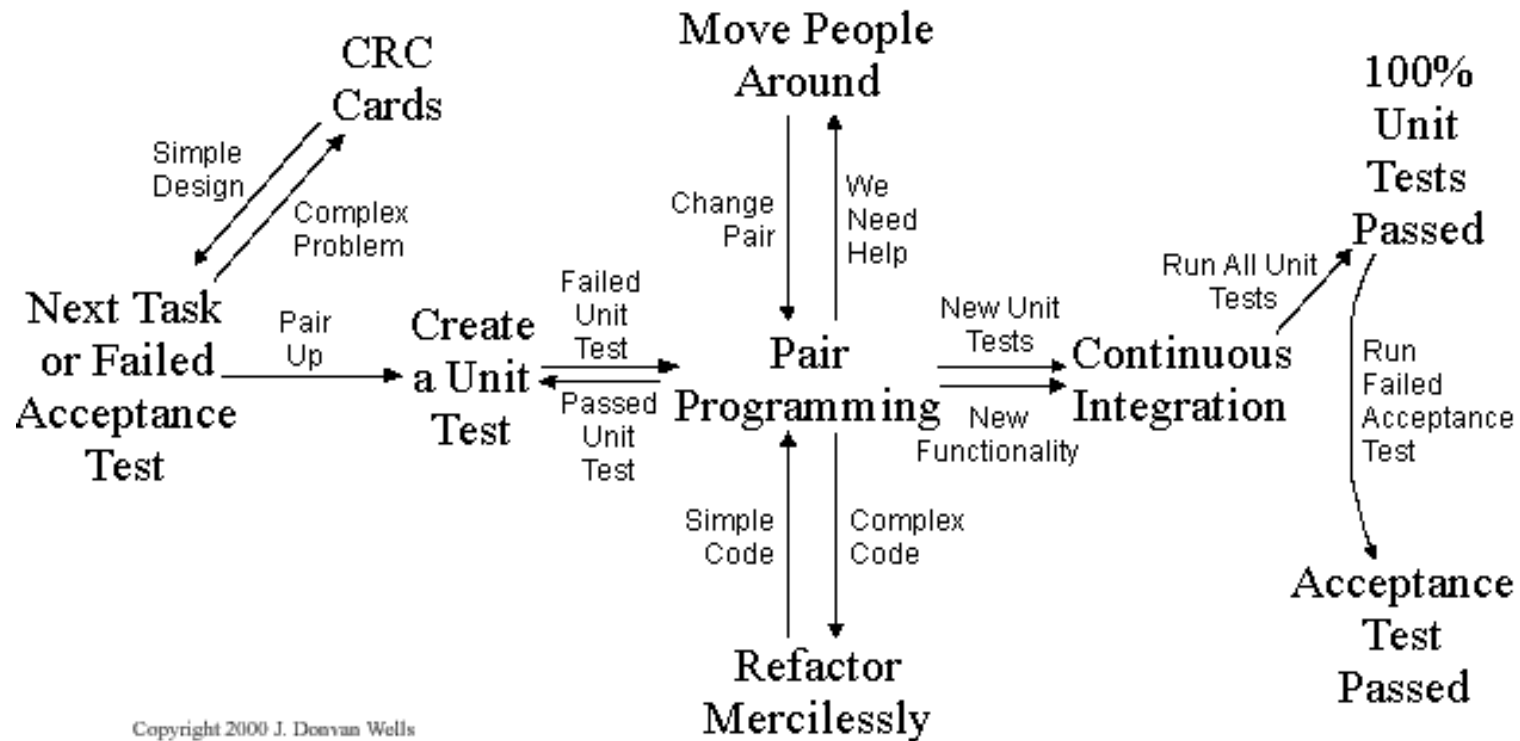 CRC
Cards
Simple
Design
Complex
Problem
Next Task
or Failed
Acceptance
Test
Pair
Up
Create
a Unit
Test
Failed
Unit
Test
Passed
Unit
Test
Move People
Around
Change
Pair
We
Need
Help
Pair
Programming
Simple
Code
Complex
Code
Refactor
Mercilessly
New Unit
Tests
New
Functionality
Continuous
Integration
Run All Unit
Tests
100%
Unit
Tests
Passed
Run
Failed
Acceptance
Test
Acceptance
Test
Passed
Copyright 2000 J. Donvan Wells